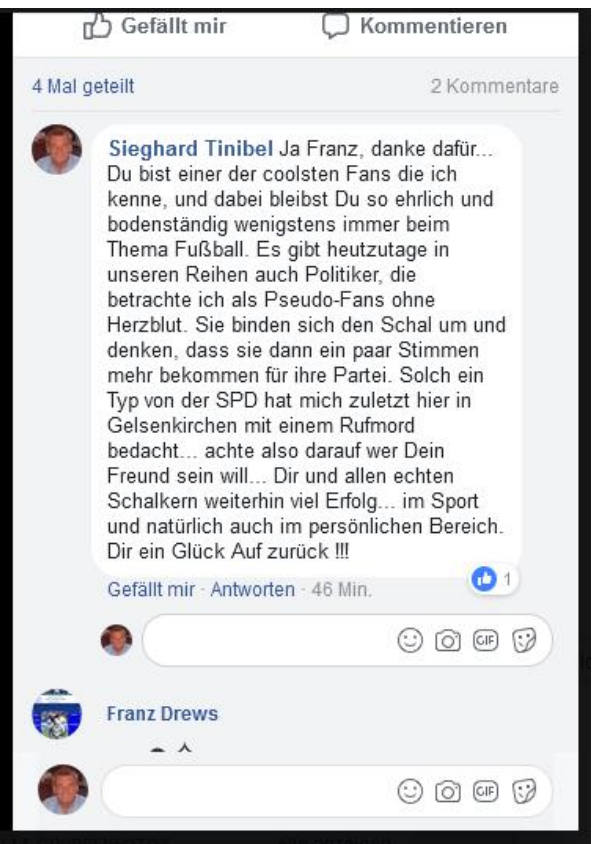 Gefällt mir Kommentieren
4 Mal geteilt 2 Kommentare
Sieghard Tinibel Ja Franz, danke dafür...
Du bist einer der coolsten Fans die ich
kenne, und dabei bleibst Du so ehrlich und
bodenständig wenigstens immer beim
Thema Fußball. Es gibt heutzutage in
unseren Reihen auch Politiker, die
betrachte ich als Pseudo-Fans ohne
Herzblut. Sie binden sich den Schal um und
denken, dass sie dann ein paar Stimmen
mehr bekommen für ihre Partei. Solch ein
Typ von der SPD hat mich zuletzt hier in
Gelsenkirchen mit einem Rufmord
bedacht... achte also darauf wer Dein
Freund sein will... Dir und allen echten
Schalkern weiterhin viel Erfolg... im Sport
und natürlich auch im persönlichen Bereich.
Dir ein Glück Auf zurück !!!
1
Gefällt mir · Antworten · 46 Min.
GIF
Franz Drews
GIF